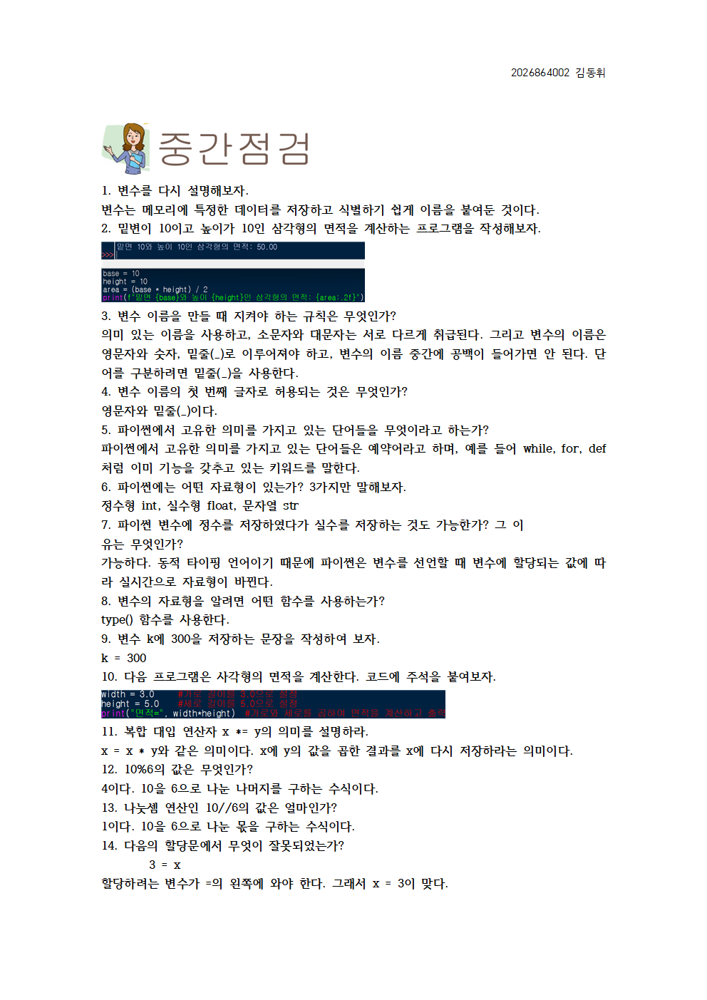 2026864002 김동휘
중간점검
1. 변수를 다시 설명해보자.
변수는 메모리에 특정한 데이터를 저장하고 식별하기 쉽게 이름을 붙여둔 것이다.
2. 밑변이 10이고 높이가 10인 삼각형의 면적을 계산하는 프로그램을 작성해보자.
밑면 10와 높이 10인 삼각형의 면적: 50.00
>>>
base = 10
height = 10
area = (base * height) / 2
print(f"밑면 {base}와 높이 {height}인 삼각형의 면적: {area:.2f}")
3. 변수 이름을 만들 때 지켜야 하는 규칙은 무엇인가?
의미 있는 이름을 사용하고, 소문자와 대문자는 서로 다르게 취급된다. 그리고 변수의 이름은
영문자와 숫자, 밑줄(_)로 이루어져야 하고, 변수의 이름 중간에 공백이 들어가면 안 된다. 단
어를 구분하려면 밑줄(_)을 사용한다.
4. 변수 이름의 첫 번째 글자로 허용되는 것은 무엇인가?
영문자와 밑줄(_)이다.
5. 파이썬에서 고유한 의미를 가지고 있는 단어들을 무엇이라고 하는가?
파이썬에서 고유한 의미를 가지고 있는 단어들은 예약어라고 하며, 예를 들어 while, for, def
처럼 이미 기능을 갖추고 있는 키워드를 말한다.
6. 파이썬에는 어떤 자료형이 있는가? 3가지만 말해보자.
정수형 int, 실수형 float, 문자열 str
7. 파이썬 변수에 정수를 저장하였다가 실수를 저장하는 것도 가능한가? 그 이
유는 무엇인가?
가능하다. 동적 타이핑 언어이기 때문에 파이썬은 변수를 선언할 때 변수에 할당되는 값에 따
라 실시간으로 자료형이 바뀐다.
8. 변수의 자료형을 알려면 어떤 함수를 사용하는가?
type() 함수를 사용한다.
9. 변수 k에 300을 저장하는 문장을 작성하여 보자.
k = 300
10. 다음 프로그램은 사각형의 면적을 계산한다. 코드에 주석을 붙여보자.
width = 3.0 #가로 길이를 3.0으로 설정
height = 5.0 #세로 길이를 5.0으로 설정
print("면적=", width*height) #가로와 세로를 곱하여 면적을 계산하고 출력
11. 복합 대입 연산자 x *= y의 의미를 설명하라.
x = x * y와 같은 의미이다. x에 y의 값을 곱한 결과를 x에 다시 저장하라는 의미이다.
12. 10%6의 값은 무엇인가?
4이다. 10을 6으로 나눈 나머지를 구하는 수식이다.
13. 나눗셈 연산인 10//6의 값은 얼마인가?
1이다. 10을 6으로 나눈 몫을 구하는 수식이다.
14. 다음의 할당문에서 무엇이 잘못되었는가?
3 = x
할당하려는 변수가 =의 왼쪽에 와야 한다. 그래서 x = 3이 맞다.